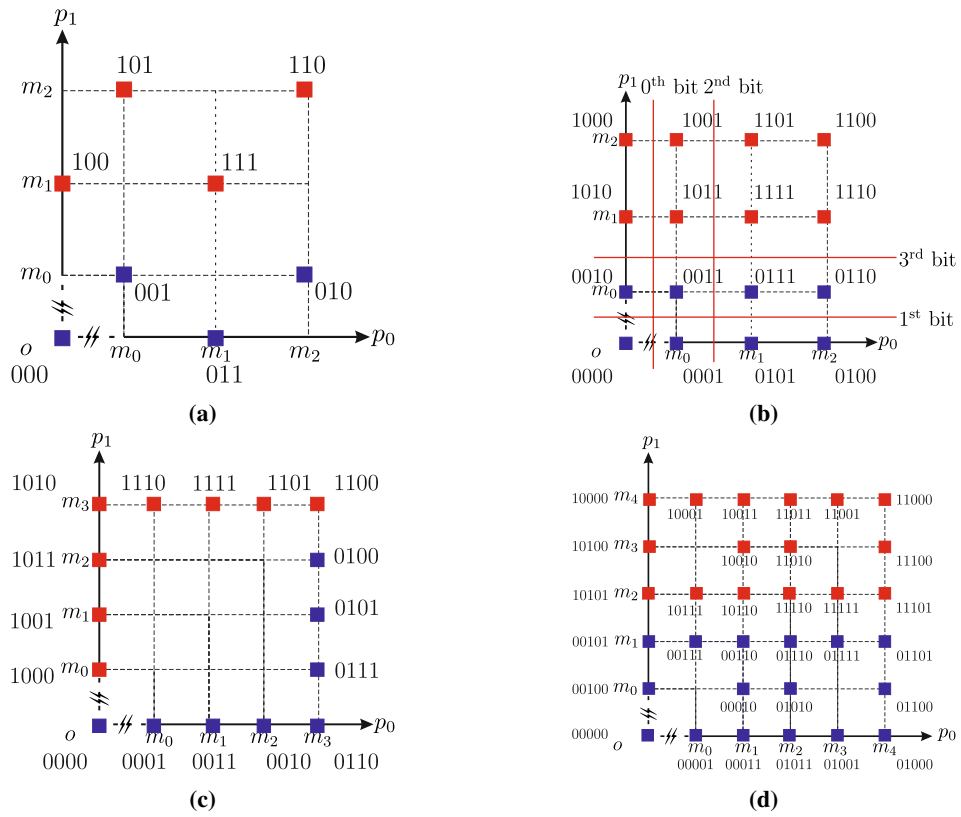 p1
101 110
m2
100 111
m1
m0
001 010
o m0 m1 m2 p0
000 011
(a)
p1 0th bit 2nd bit
1000 1001 1101 1100
m2
1010 1011 1111 1110
m1
3rd bit
0010 0011 0111 0110
m0
1st bit
o m0 m1 m2 p0
0000 0001 0101 0100
(b)
p1
1010 1110 1111 1101 1100
m3
1011 m2 0100
1001 m1 0101
1000 m0 0111
o m0 m1 m2 m3 p0
0000 0001 0011 0010 0110
(c)
p1
10000 m4 11000
10001 10011 11011 11001
10100 m3
10010 11010 11100
10101 m2
10111 10110 11110 11111 11101
00101 m1
00111 00110 01110 01111 01101
00100 m0
00010 01010 01100
00000 o m0 m1 m2 m3 m4 p0
00001 00011 01011 01001 01000
(d)